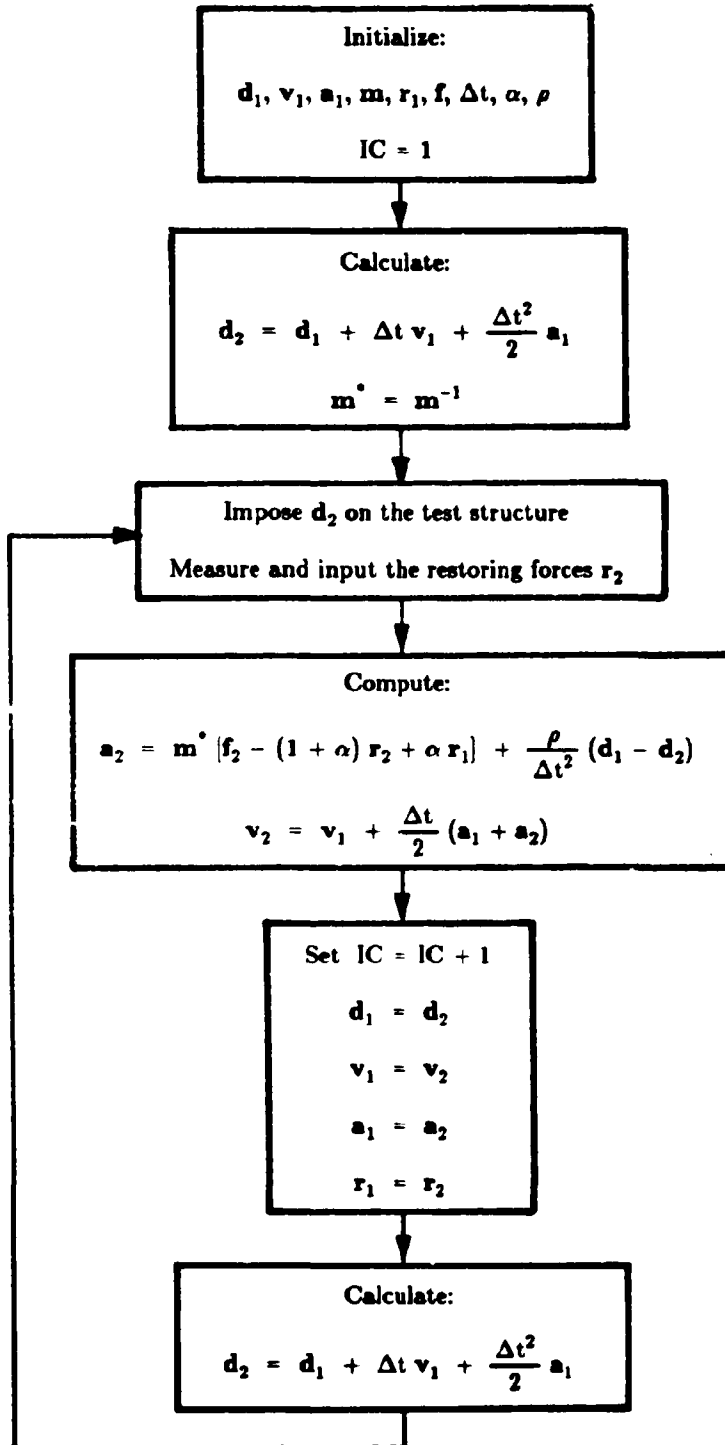 Initialize:
d₁, v₁, a₁, m, r₁, f, Δt, α, ρ
IC = 1
Calculate:
d₂ = d₁ + Δt v₁ + Δt²/2 a₁
m* = m⁻¹
Impose d₂ on the test structure
Measure and input the restoring forces r₂
Compute:
a₂ = m* [f₂ - (1 + α) r₂ + α r₁] + ρ/Δt² (d₁ - d₂)
v₂ = v₁ + Δt/2 (a₁ + a₂)
Set IC = IC + 1
d₁ = d₂
v₁ = v₂
a₁ = a₂
r₁ = r₂
Calculate:
d₂ = d₁ + Δt v₁ + Δt²/2 a₁